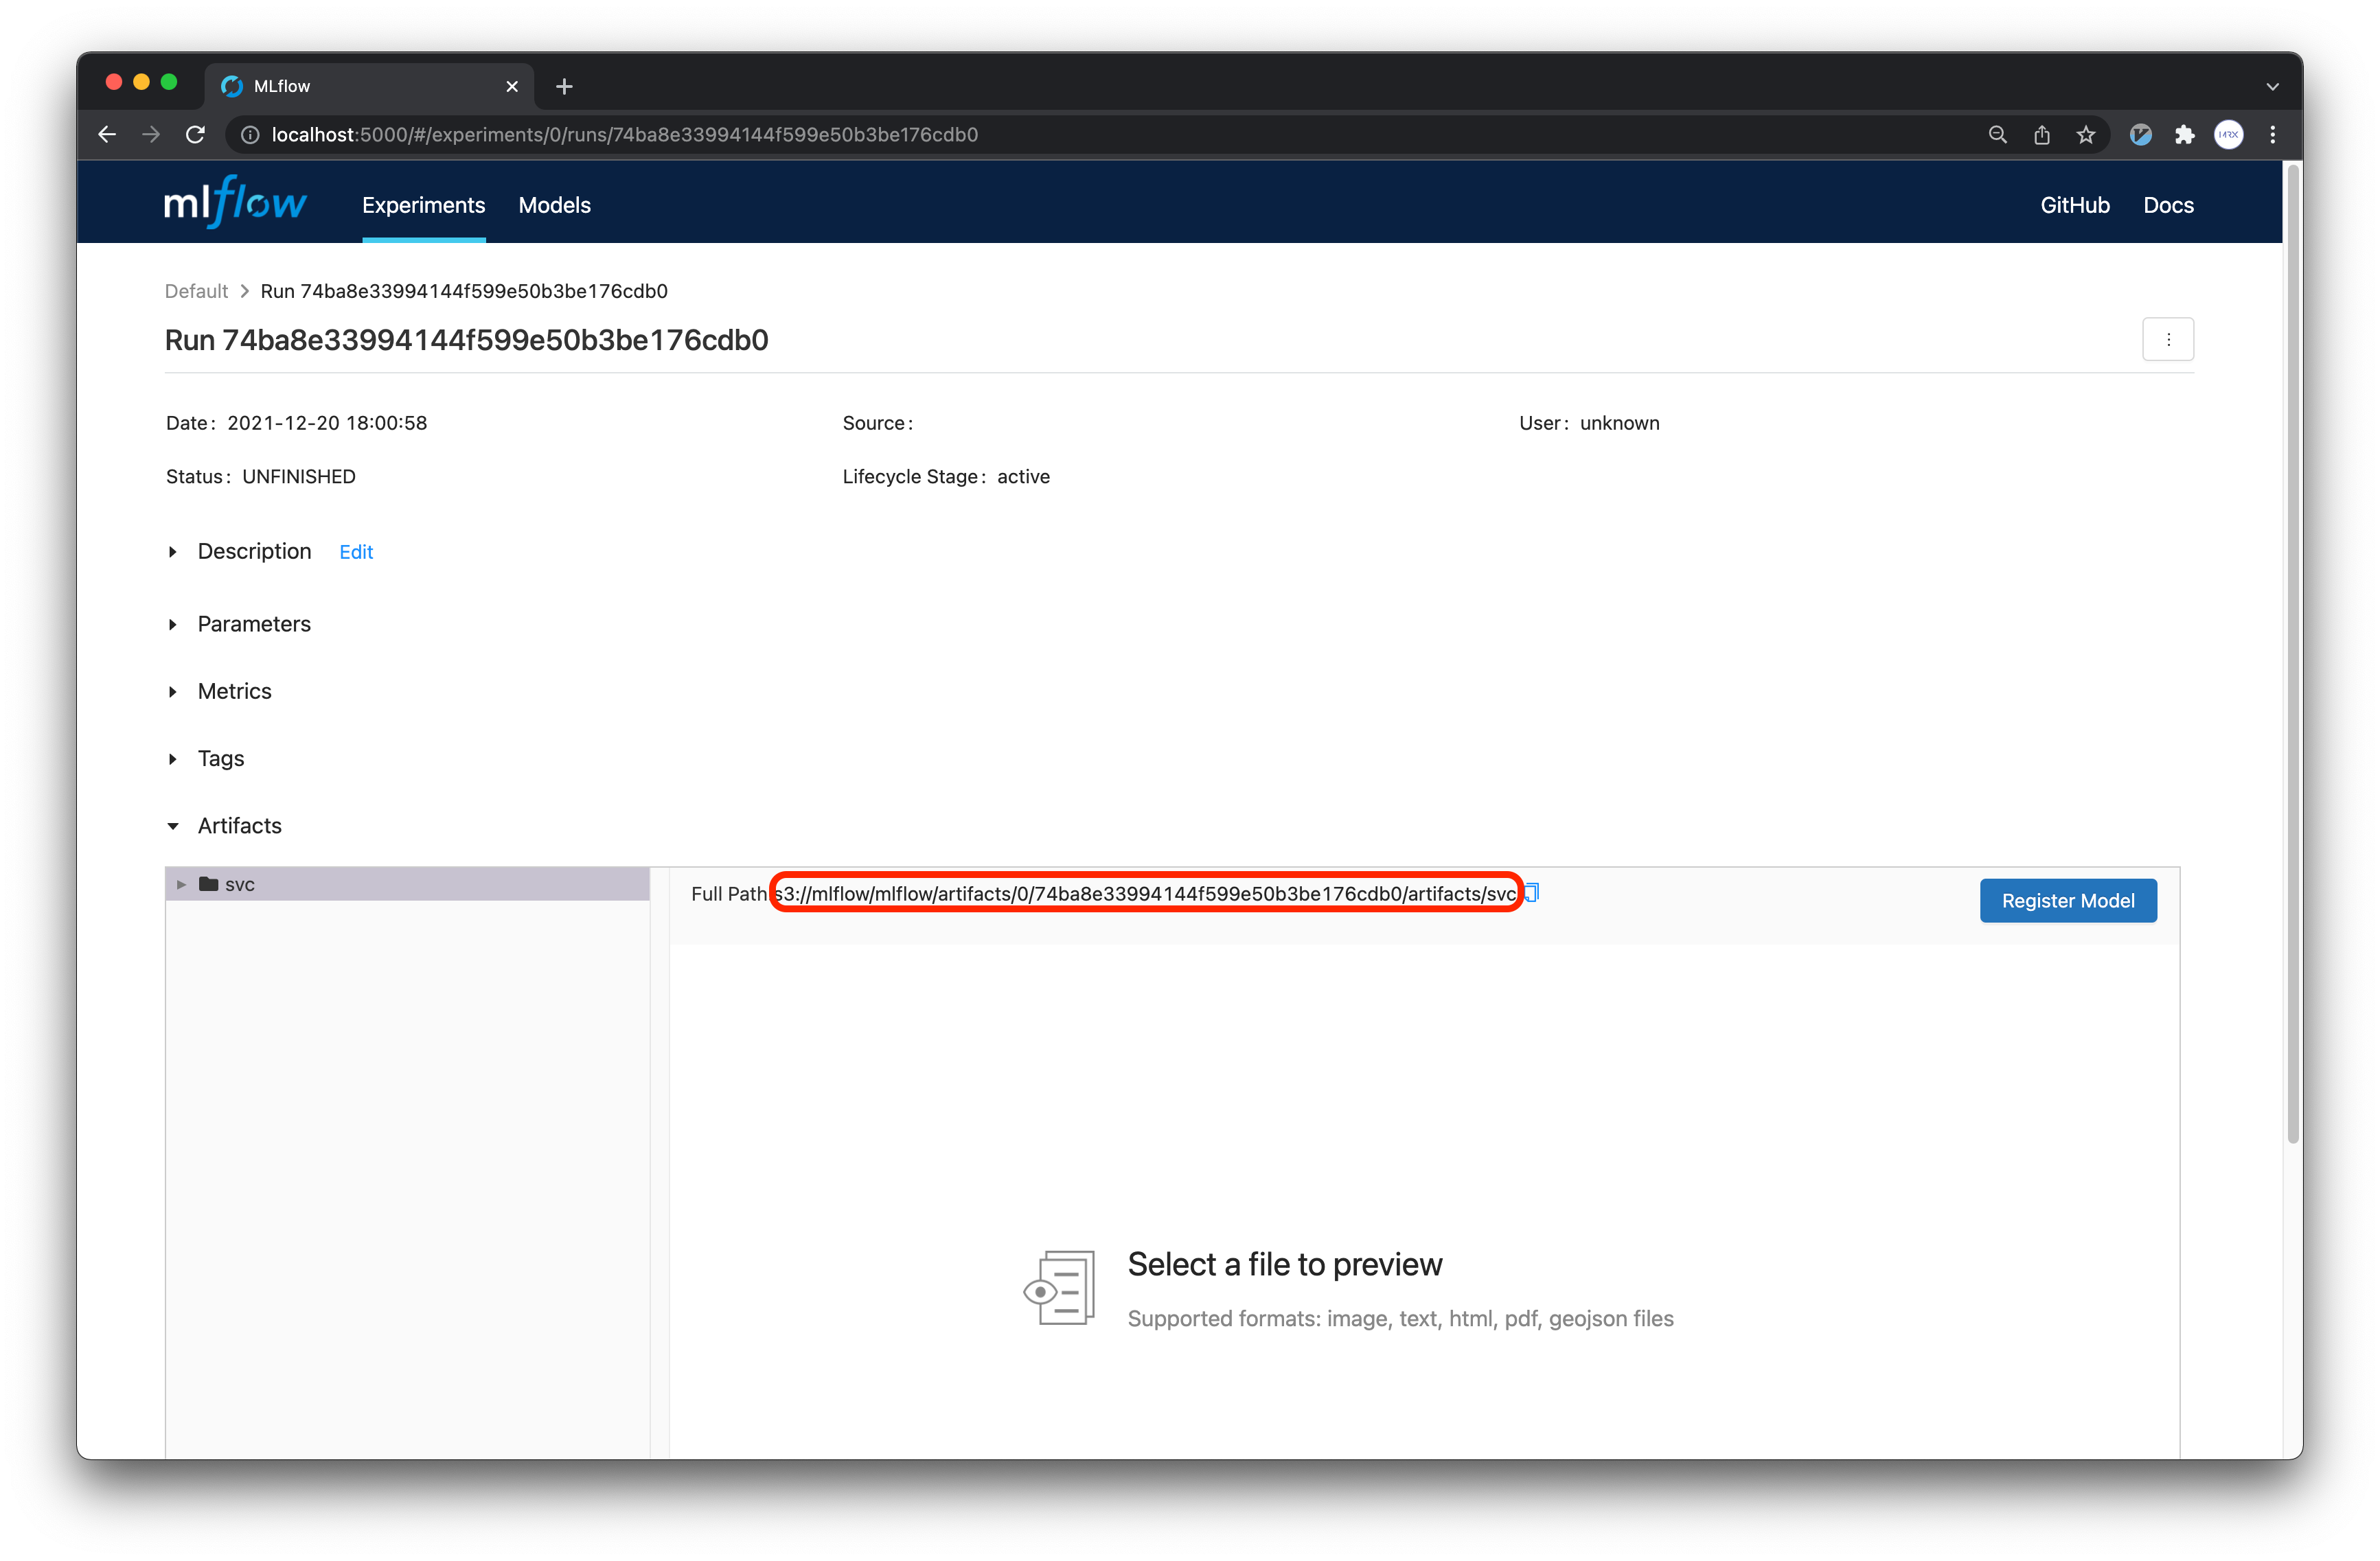 MLflow
localhost:5000/#/experiments/0/runs/74ba8e33994144f599e50b3be176cdb0
mlflow Experiments Models GitHub Docs
Default > Run 74ba8e33994144f599e50b3be176cdb0
Run 74ba8e33994144f599e50b3be176cdb0
Date: 2021-12-20 18:00:58 Source: User: unknown
Status: UNFINISHED Lifecycle Stage: active
Description Edit
Parameters
Metrics
Tags
Artifacts
svc
Full Path:s3://mlflow/mlflow/artifacts/0/74ba8e33994144f599e50b3be176cdb0/artifacts/svc
Register Model
Select a file to preview
Supported formats: image, text, html, pdf, geojson files